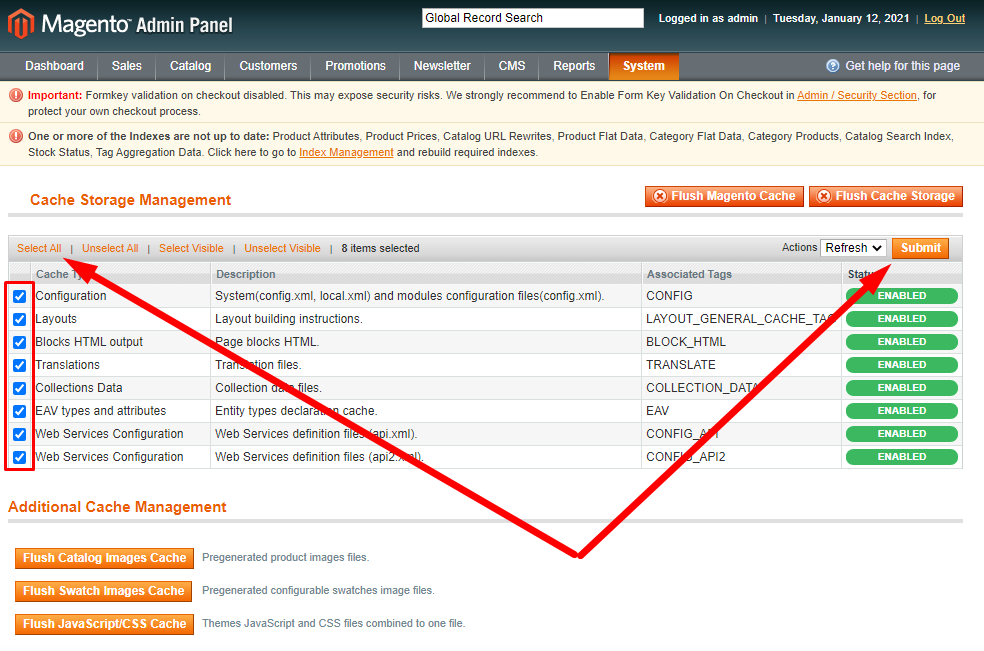 Magento™ Admin Panel
Global Record Search
Logged in as admin | Tuesday, January 12, 2021 | Log Out
Dashboard Sales Catalog Customers Promotions Newsletter CMS Reports System Get help for this page
Important: Formkey validation on checkout disabled. This may expose security risks. We strongly recommend to Enable Form Key Validation On Checkout in Admin / Security Section, for
protect your own checkout process.
One or more of the Indexes are not up to date: Product Attributes, Product Prices, Catalog URL Rewrites, Product Flat Data, Category Flat Data, Category Products, Catalog Search Index,
Stock Status, Tag Aggregation Data. Click here to go to Index Management and rebuild required indexes.
Cache Storage Management Flush Magento Cache Flush Cache Storage
Select All | Unselect All | Select Visible | Unselect Visible | 8 items selected Actions Refresh Submit
Cache Description Associated Tags
Configuration System(config.xml, local.xml) and modules configuration files(config.xml). CONFIG ENABLED
Layouts Layout building instructions. LAYOUT_GENERAL_CACHE_TAG ENABLED
Blocks HTML output Page blocks HTML. BLOCK_HTML ENABLED
Translations Translation files. TRANSLATE ENABLED
Collections Data Collection data files. COLLECTION_DATA ENABLED
EAV types and attributes Entity types declaration cache. EAV ENABLED
Web Services Configuration Web Services definition files (api.xml). CONFIG_API ENABLED
Web Services Configuration Web Services definition files (api2.xml). CONFIG_API2 ENABLED
Additional Cache Management
Flush Catalog Images Cache Pregenerated product images files.
Flush Swatch Images Cache Pregenerated configurable swatches image files.
Flush JavaScript/CSS Cache Themes JavaScript and CSS files combined to one file.